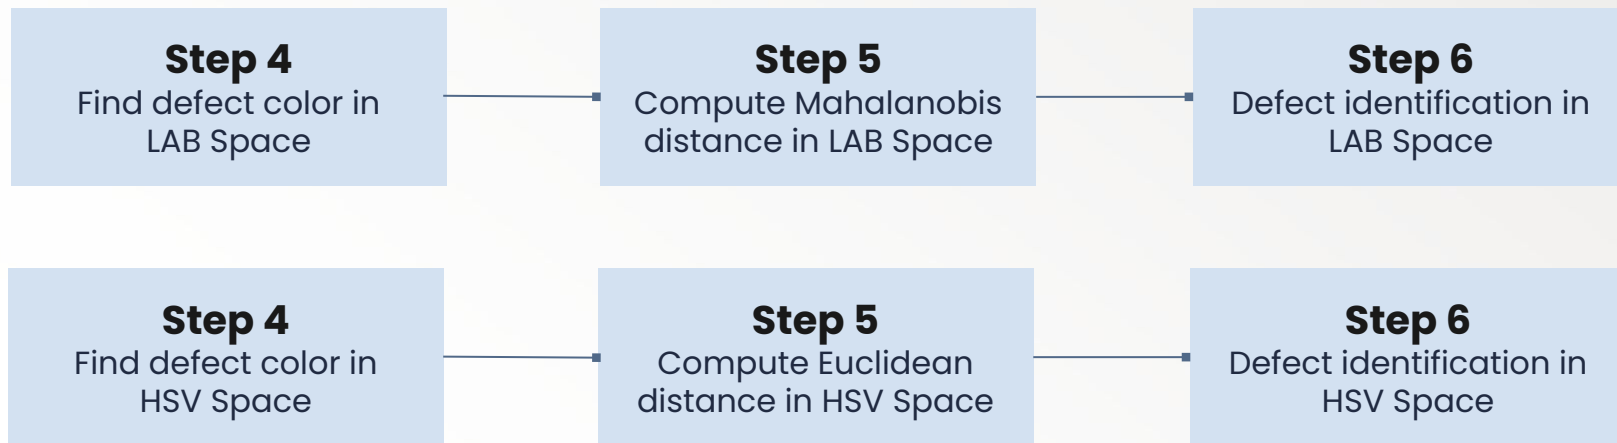 Step 4
Find defect color in
LAB Space
Step 5
Compute Mahalanobis
distance in LAB Space
Step 6
Defect identification in
LAB Space
Step 4
Find defect color in
HSV Space
Step 5
Compute Euclidean
distance in HSV Space
Step 6
Defect identification in
HSV Space